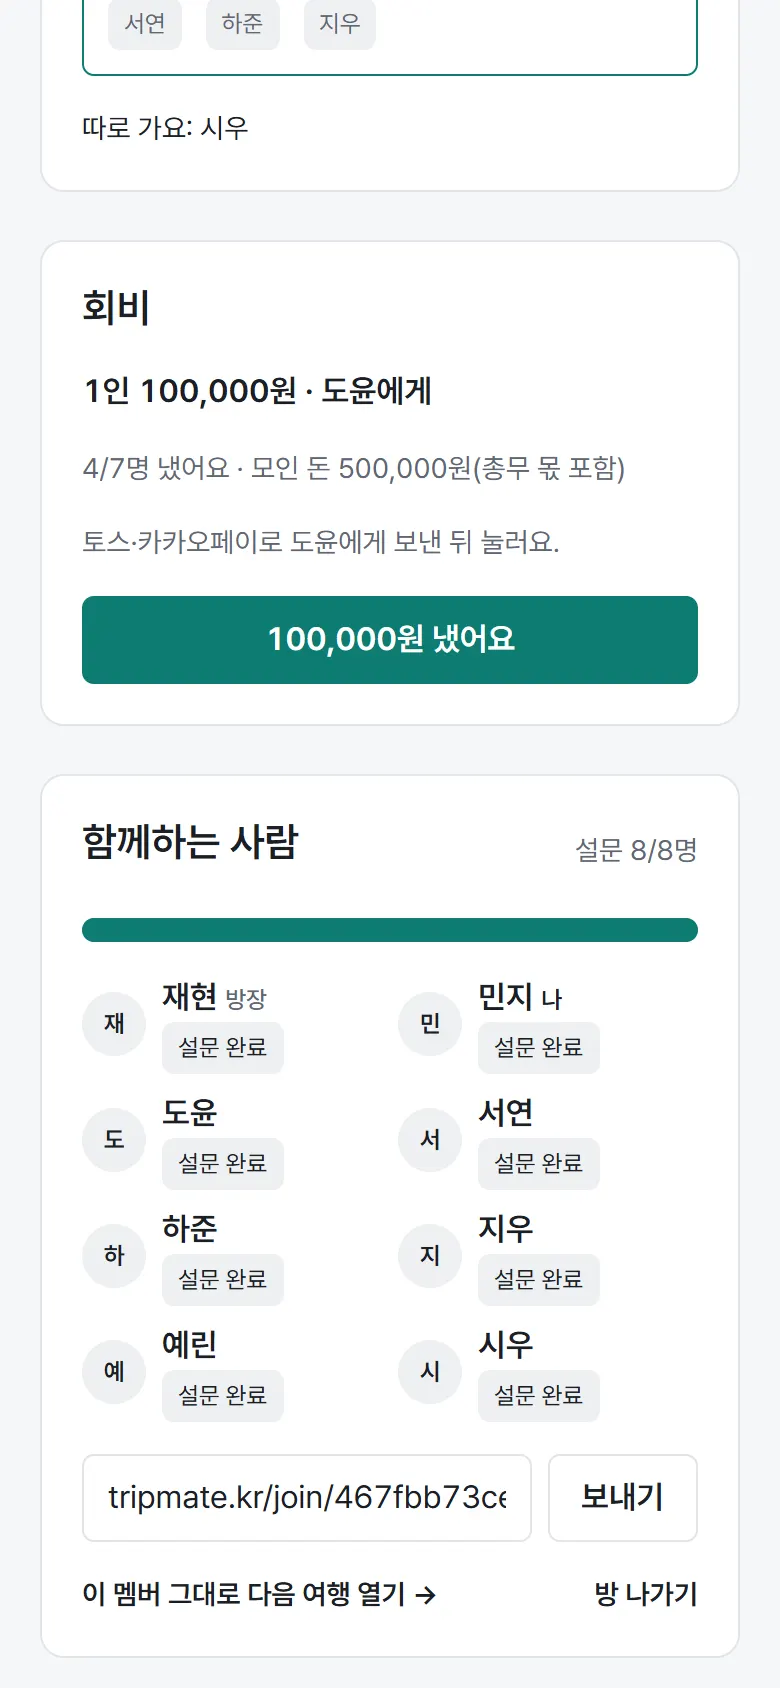 서연 하준 지우
따로 가요: 시우
회비
1인 100,000원 · 도윤에게
4/7명 냈어요 · 모인 돈 500,000원(총무 몫 포함)
토스·카카오페이로 도윤에게 보낸 뒤 눌러요.
100,000원 냈어요
함께하는 사람
설문 8/8명
재 재현 방장
설문 완료
민 민지 나
설문 완료
도 도윤
설문 완료
서 서연
설문 완료
하 하준
설문 완료
지 지우
설문 완료
예 예린
설문 완료
시 시우
설문 완료
tripmate.kr/join/467fbb73ce
보내기
이 멤버 그대로 다음 여행 열기 →
방 나가기